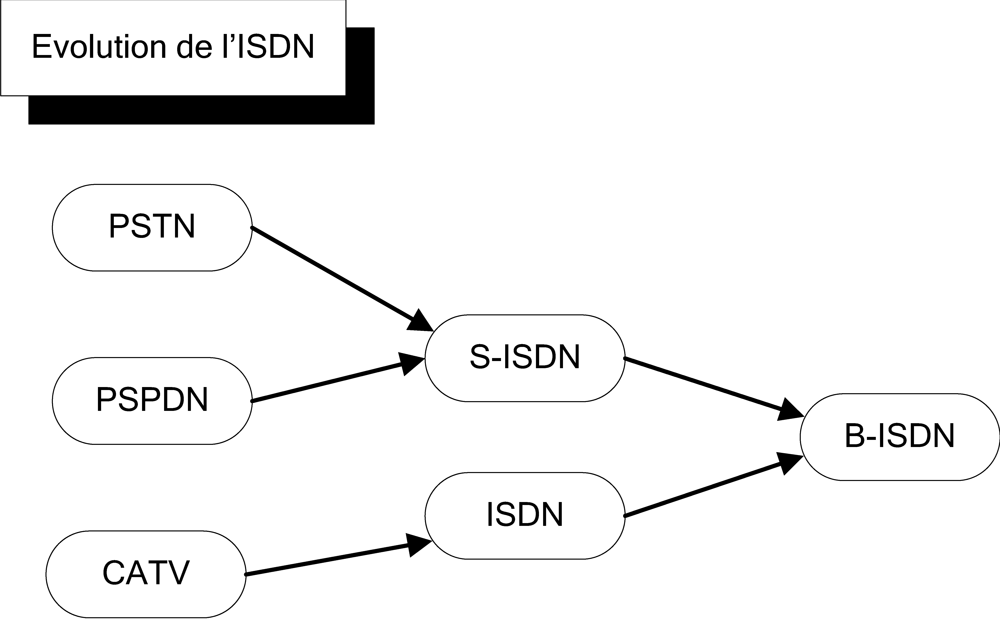 Evolution de l'ISDN
PSTN
PSPDN
CATV
S-ISDN
ISDN
B-ISDN